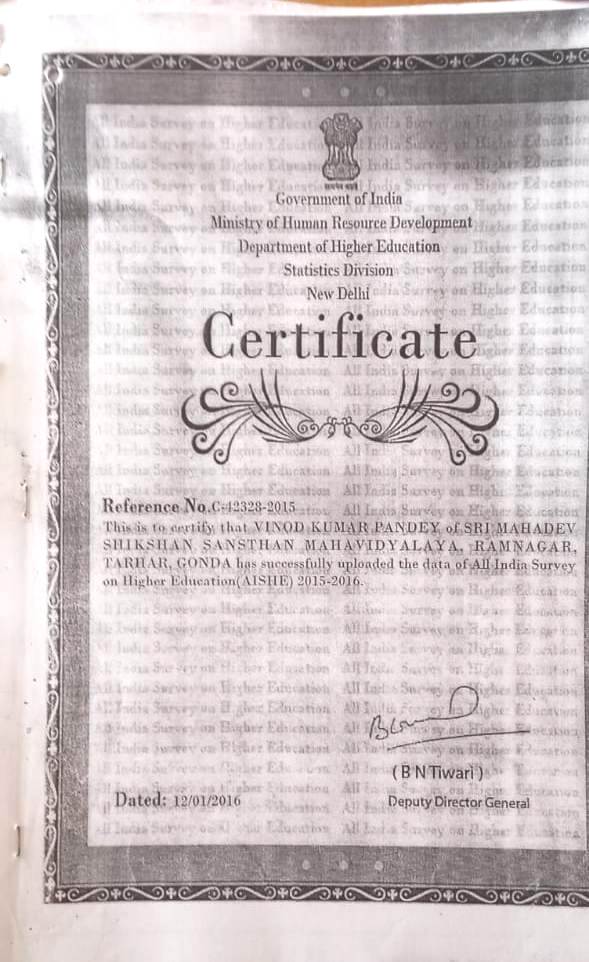 Government of India
Ministry of Human Resource Development
Department of Higher Education
Statistics Division
New Delhi
Certificate
Reference No.C-42328-2015
This is to certify that VINOD KUMAR PANDEY of SRI MAHADEV
SHIKSHAN SANSTHAN MAHAVIDYALAYA, RAMNAGAR,
TARHAR, GONDA has successfully uploaded the data of All India Survey
on Higher Education(AISHE) 2015-2016.
( B N Tiwari )
Dated: 12/01/2016
Deputy Director General